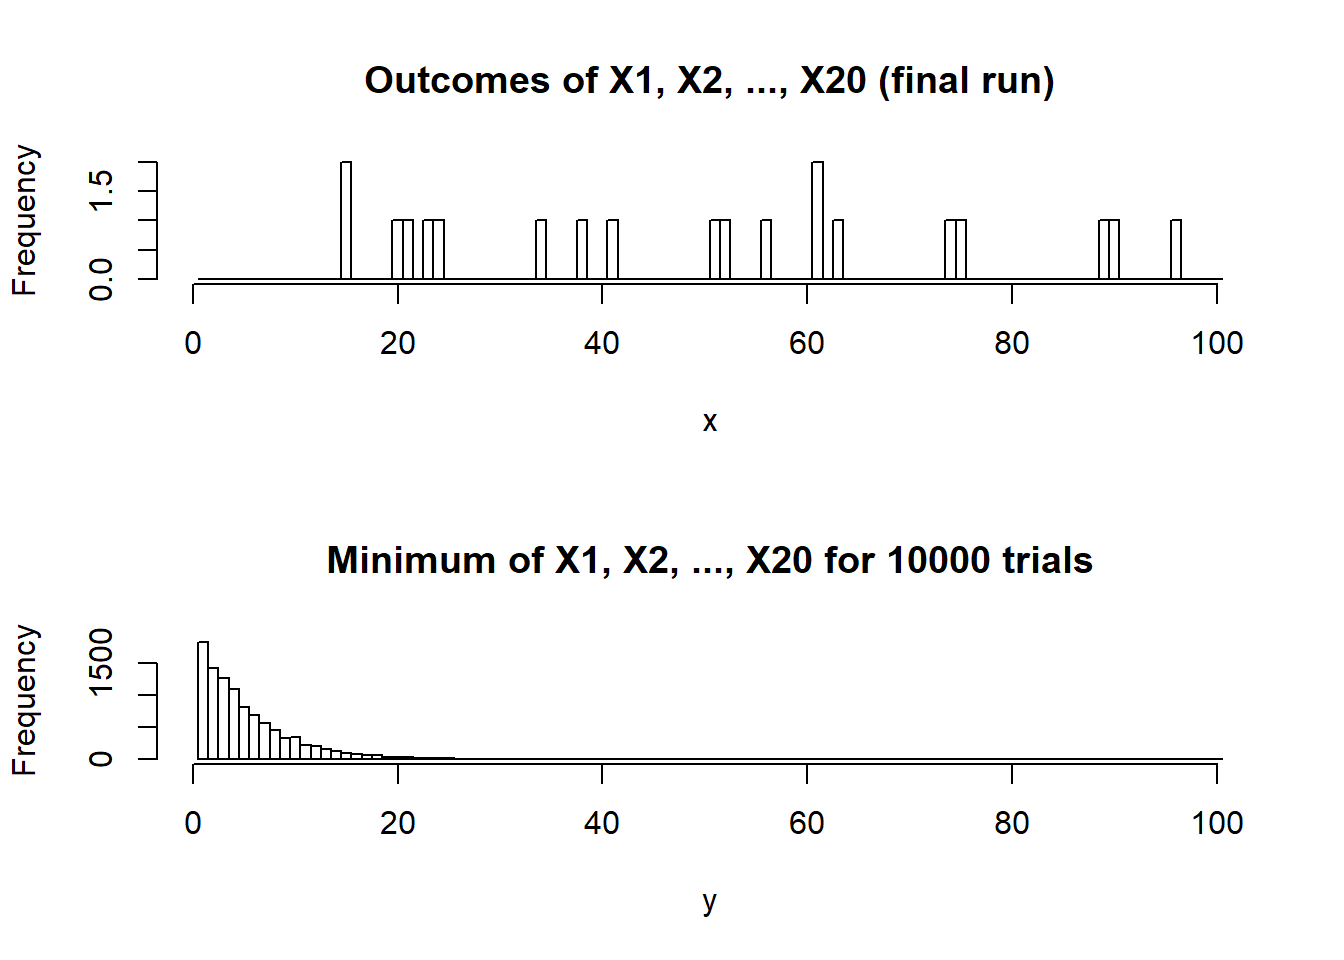 Outcomes of X1, X2, ..., X20 (final run)
Frequency
1.5
0.0
0 20 40 60 80 100
x
Minimum of X1, X2, ..., X20 for 10000 trials
Frequency
1500
0
0 20 40 60 80 100
y